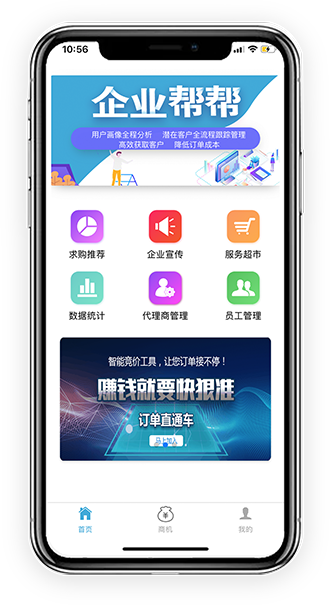 10:56
企业帮帮
用户画像全程分析 潜在客户全流程跟踪管理
高效获取客户 降低订单成本
求购推荐 企业宣传 服务超市
数据统计 代理商管理 员工管理
智能竞价工具，让您订单接不停！
赚钱就要快狠准
订单直通车
马上加入
首页 商机 我的